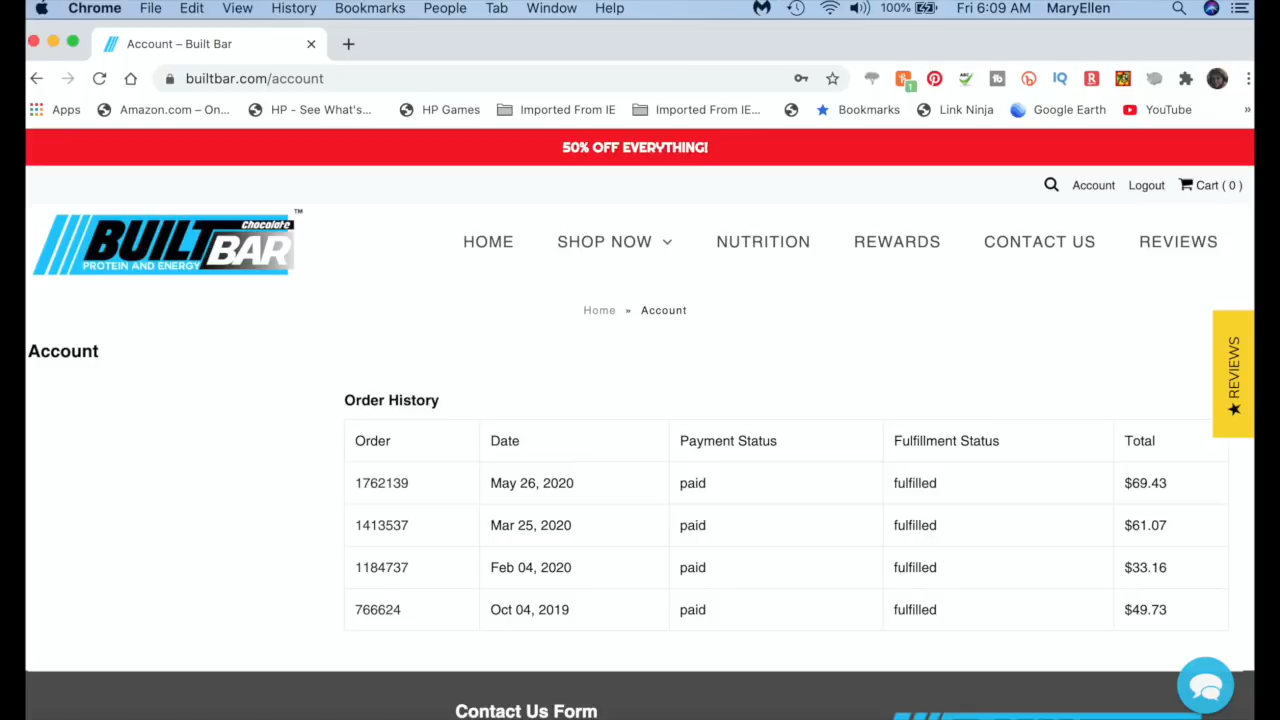 Chrome File Edit View History Bookmarks People Tab Window Help 100% Fri 6:09 AM MaryEllen
Account – Built Bar
builtbar.com/account
Apps Amazon.com – On... HP - See What's... HP Games Imported From IE Imported From IE... Bookmarks Link Ninja Google Earth YouTube »
50% OFF EVERYTHING!
Account Logout Cart ( 0 )
BUILT Chocolate BAR ™
PROTEIN AND ENERGY
HOME SHOP NOW NUTRITION REWARDS CONTACT US REVIEWS
Home » Account
★ REVIEWS
Account
Order History
Order Date Payment Status Fulfillment Status Total
1762139 May 26, 2020 paid fulfilled $69.43
1413537 Mar 25, 2020 paid fulfilled $61.07
1184737 Feb 04, 2020 paid fulfilled $33.16
766624 Oct 04, 2019 paid fulfilled $49.73
Contact Us Form